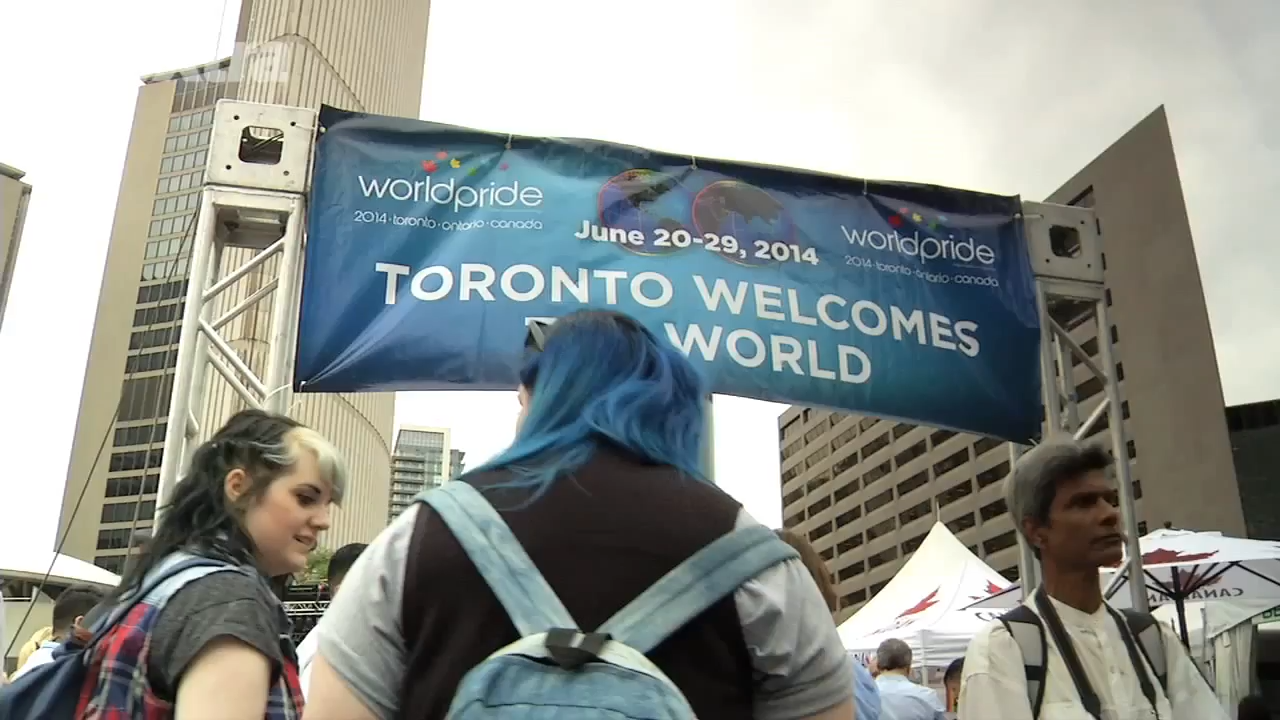 worldpride
2014 · toronto · ontario · canada
June 20-29, 2014
worldpride
2014 · toronto · ontario · canada
TORONTO WELCOMES
WORLD